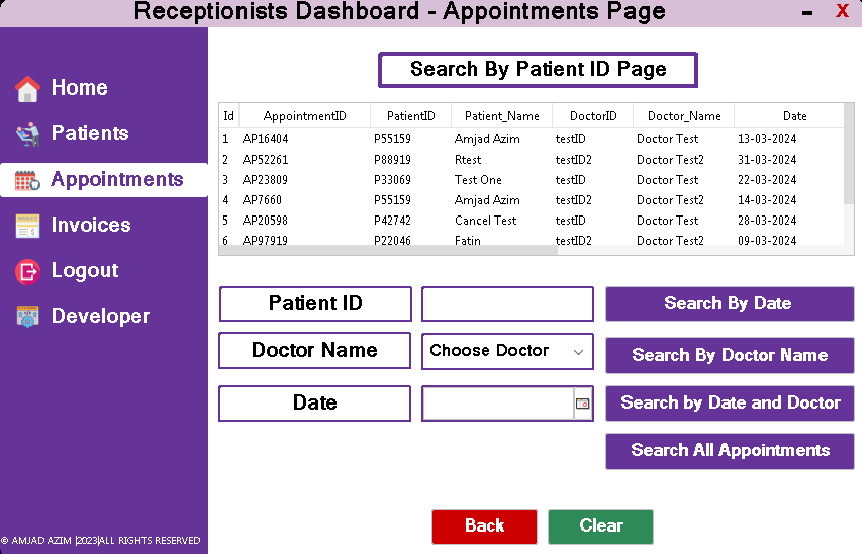 Receptionists Dashboard - Appointments Page - X
Home
Patients
Appointments
Invoices
Logout
Developer
© AMJAD AZIM |2023|ALL RIGHTS RESERVED
Search By Patient ID Page
Id AppointmentID PatientID Patient_Name DoctorID Doctor_Name Date
1 AP16404 P55159 Amjad Azim testID Doctor Test 13-03-2024
2 AP52261 P88919 Rtest testID2 Doctor Test2 31-03-2024
3 AP23809 P33069 Test One testID Doctor Test 22-03-2024
4 AP7660 P55159 Amjad Azim testID2 Doctor Test2 14-03-2024
5 AP20598 P42742 Cancel Test testID Doctor Test 28-03-2024
6 AP97919 P22046 Fatin testID2 Doctor Test2 09-03-2024
Patient ID Search By Date
Doctor Name Choose Doctor Search By Doctor Name
Date Search by Date and Doctor
Search All Appointments
Back Clear